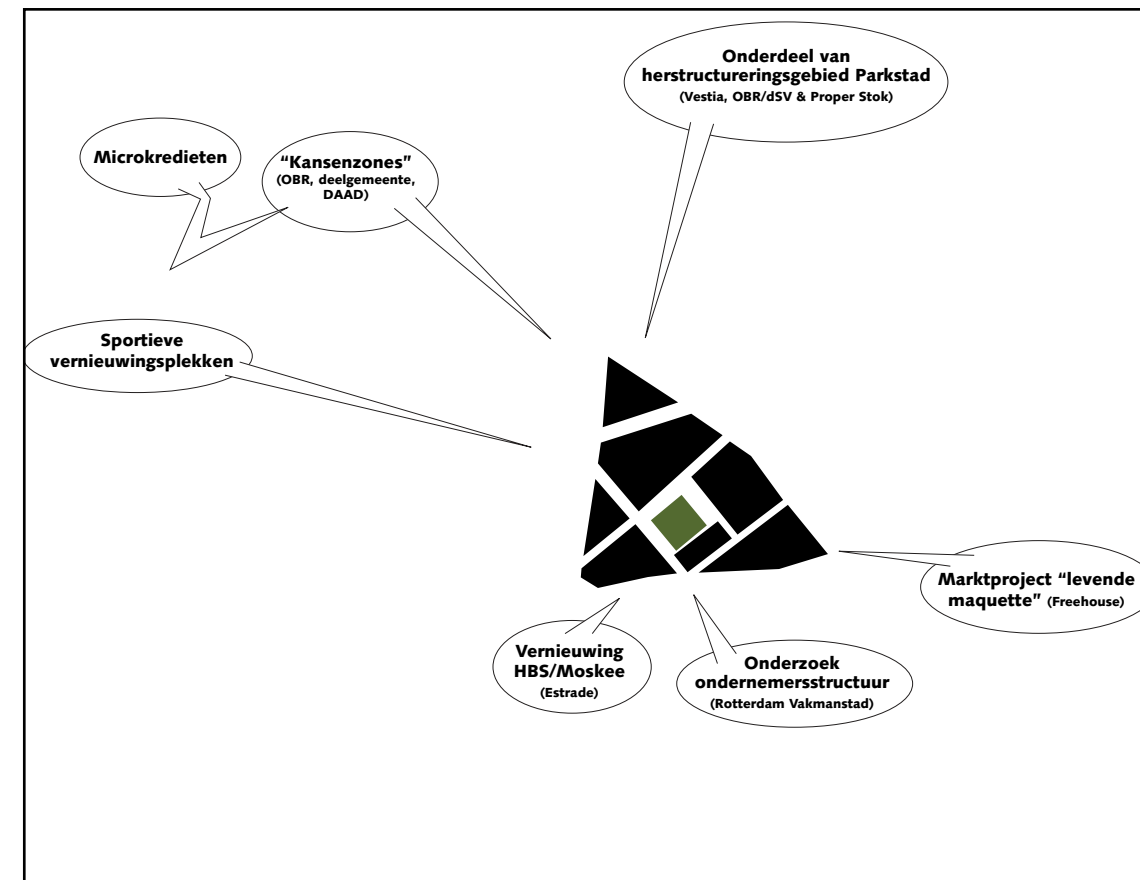 Onderdeel van
herstructureringsgebied Parkstad
(Vestia, OBR/dSV & Proper Stok)
Microkredieten
“Kansenzones”
(OBR, deelgemeente,
DAAD)
Sportieve
vernieuwingsplekken
Marktproject “levende
maquette” (Freehouse)
Vernieuwing
HBS/Moskee
(Estrade)
Onderzoek
ondernemersstructuur
(Rotterdam Vakmanstad)